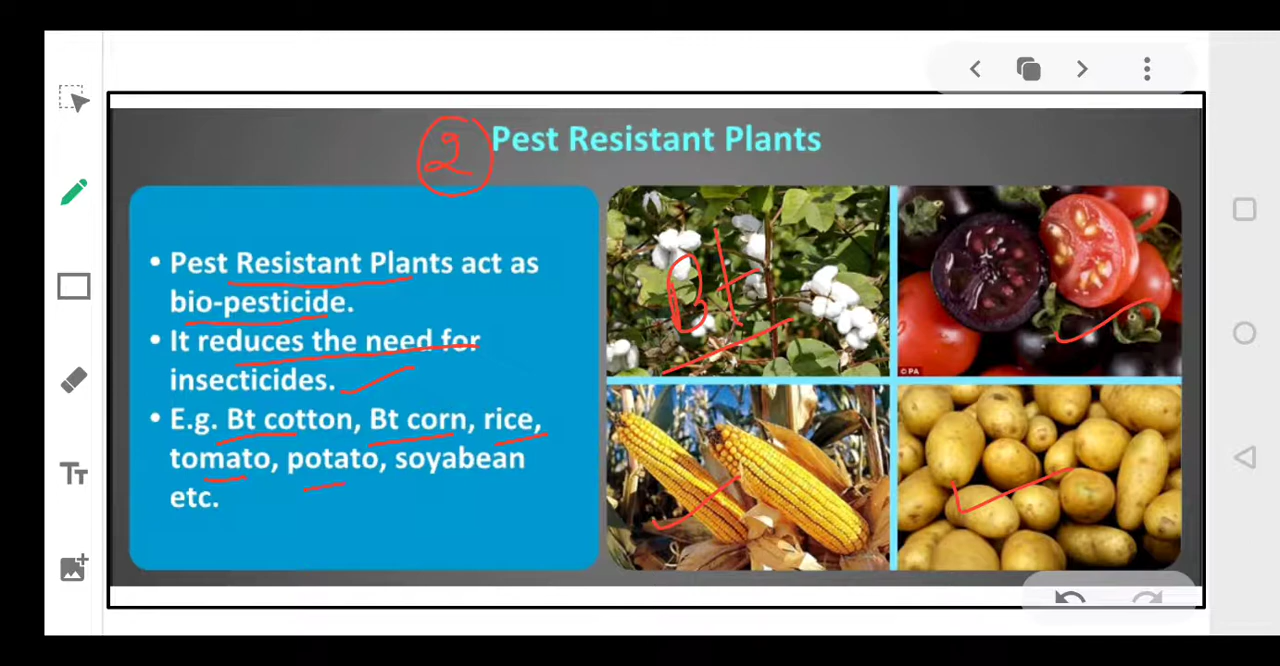 2 Pest Resistant Plants
• Pest Resistant Plants act as
bio-pesticide.
• It reduces the need for
insecticides.
• E.g. Bt cotton, Bt corn, rice,
tomato, potato, soyabean
etc.
Bt
© PA
TT